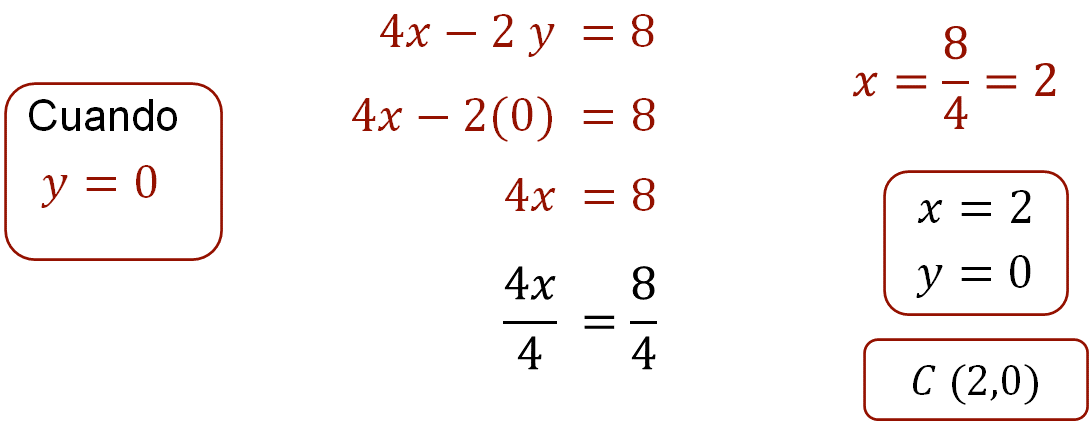 Cuando
y = 0
4x − 2 y = 8
4x − 2(0) = 8
4x = 8
4x/4 = 8/4
x = 8/4 = 2
x = 2
y = 0
C (2,0)